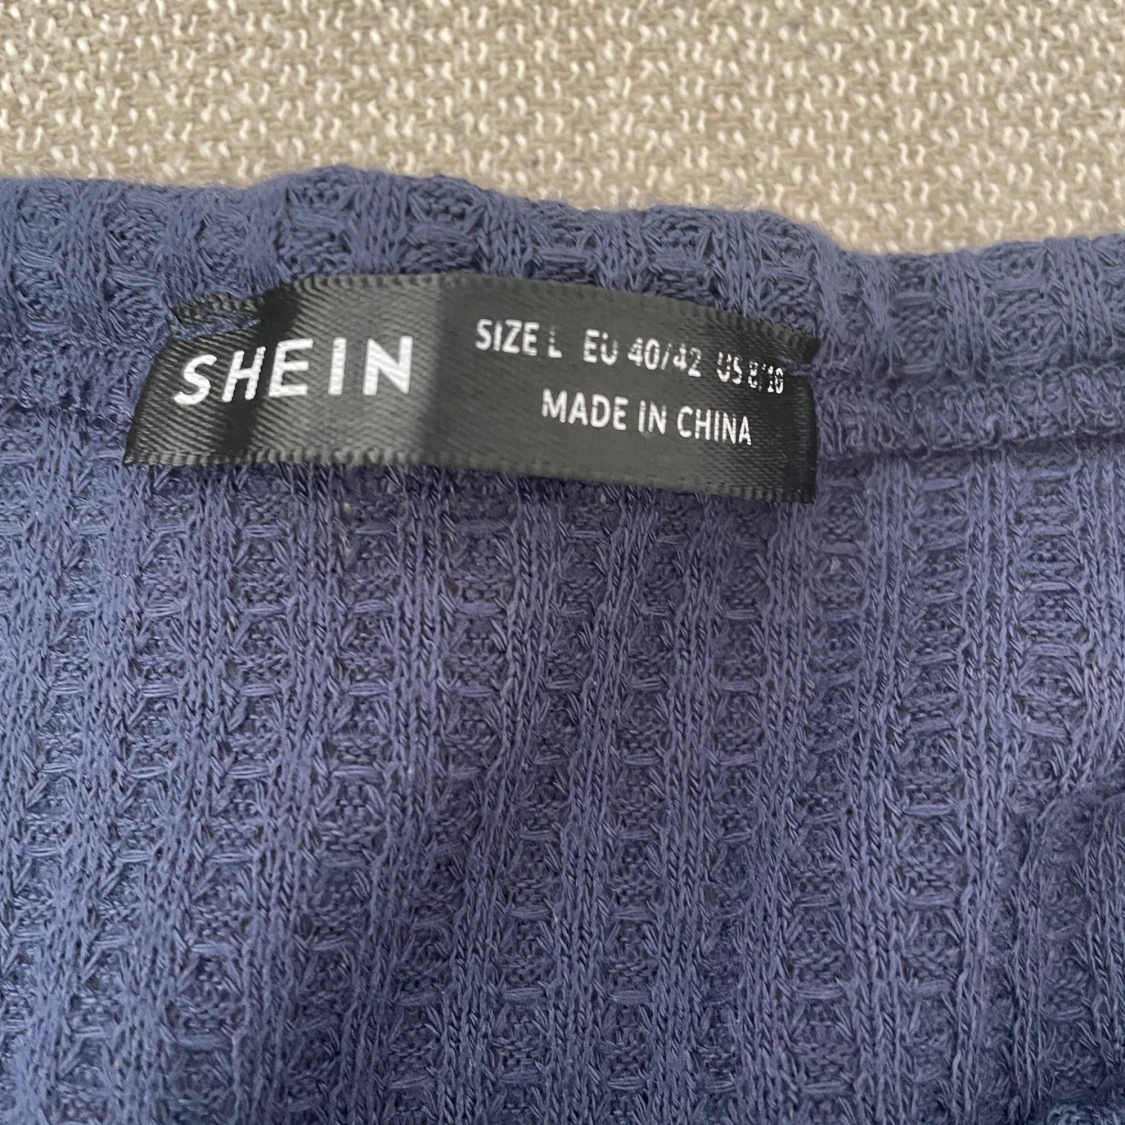 SHEIN
SIZE L EU 40/42 US 8/10
MADE IN CHINA